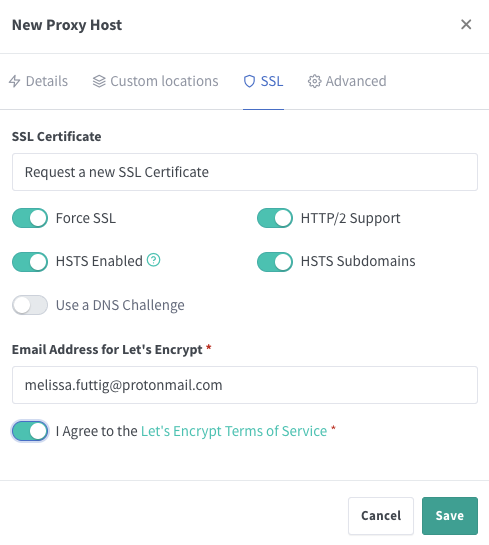 New Proxy Host
Details Custom locations SSL Advanced
SSL Certificate
Request a new SSL Certificate
Force SSL HTTP/2 Support
HSTS Enabled HSTS Subdomains
Use a DNS Challenge
Email Address for Let's Encrypt *
melissa.futtig@protonmail.com
I Agree to the Let's Encrypt Terms of Service *
Cancel Save